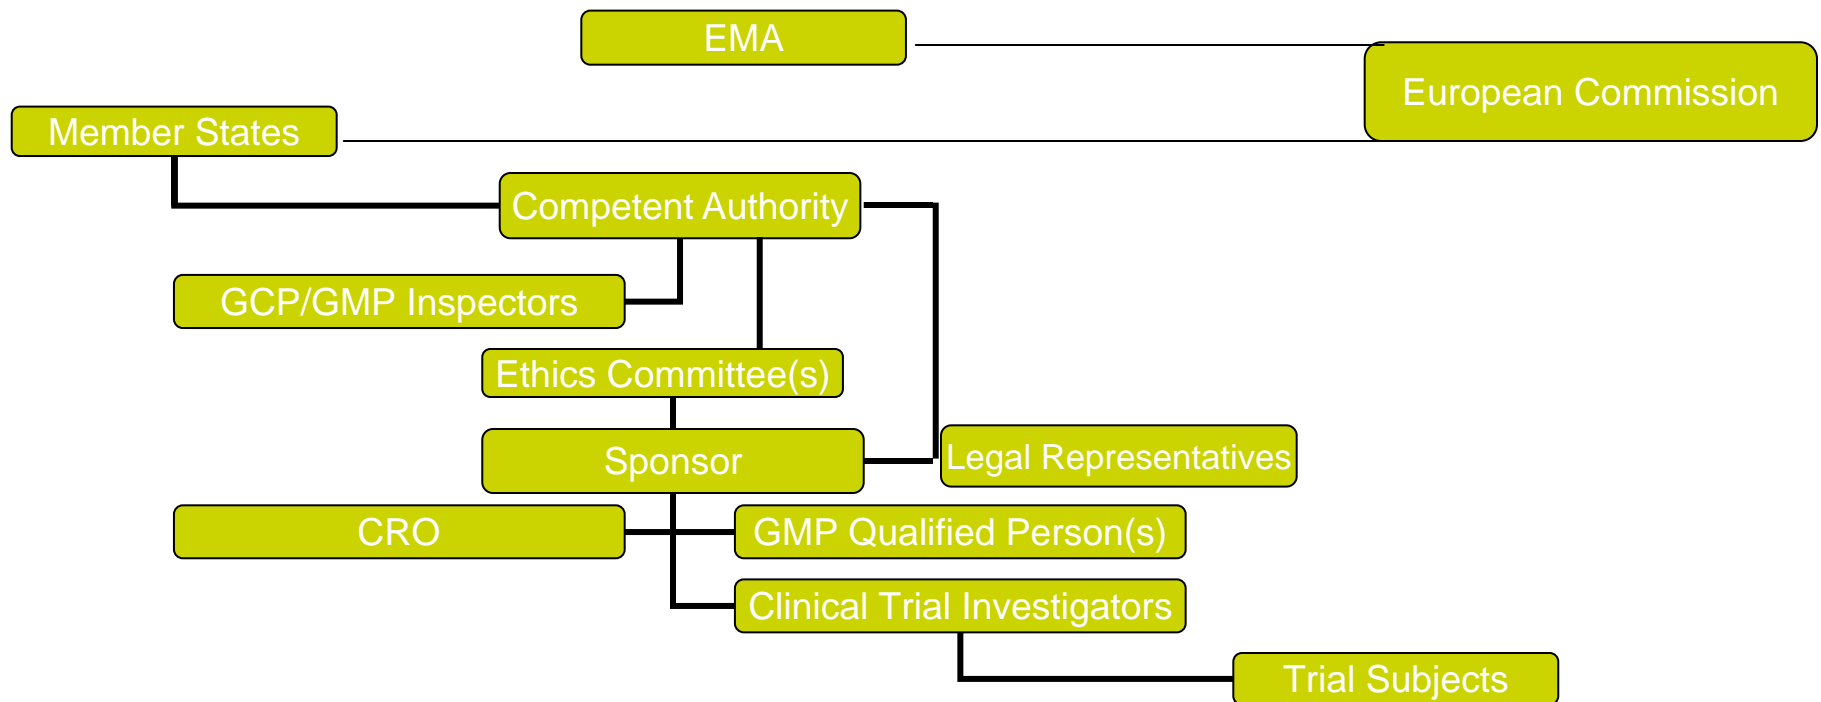 EMA
European Commission
Member States
Competent Authority
GCP/GMP Inspectors
Ethics Committee(s)
Sponsor
Legal Representatives
CRO
GMP Qualified Person(s)
Clinical Trial Investigators
Trial Subjects